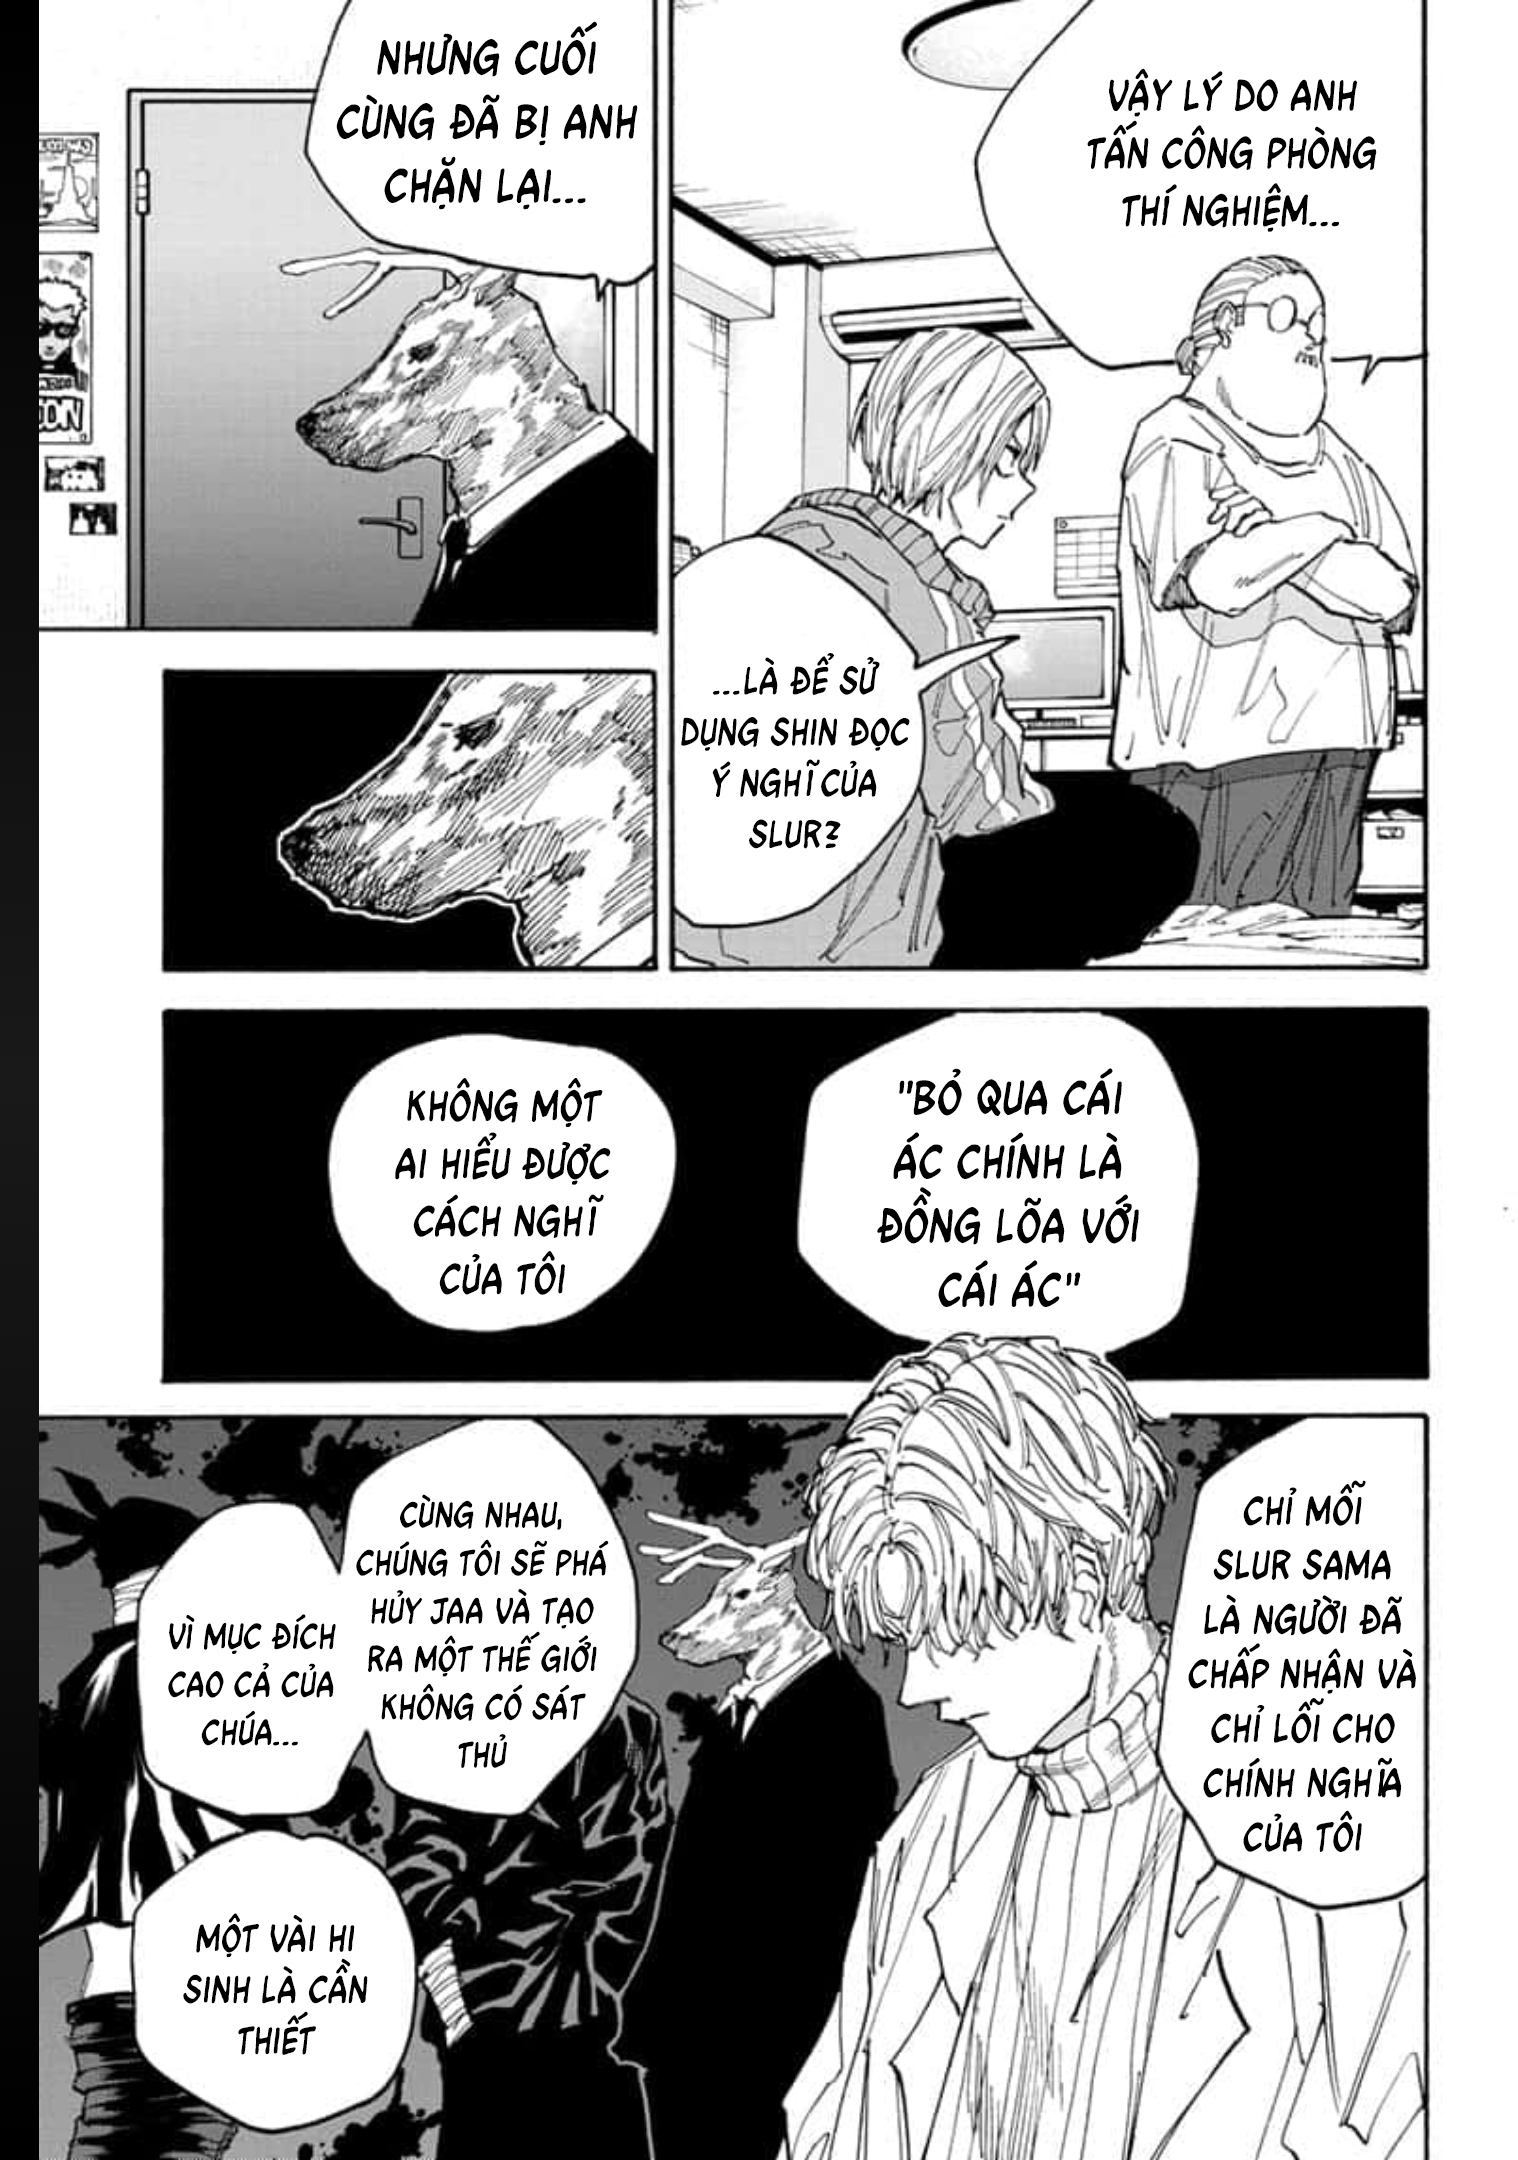 VẬY LÝ DO ANH
TẤN CÔNG PHÒNG
THÍ NGHIỆM...
...LÀ ĐỂ SỬ
DỤNG SHIN ĐỌC
Ý NGHĨ CỦA
SLUR?
NHƯNG CUỐI
CÙNG ĐÃ BỊ ANH
CHẶN LẠI...
"BỎ QUA CÁI
ÁC CHÍNH LÀ
ĐỒNG LÕA VỚI
CÁI ÁC"
KHÔNG MỘT
AI HIỂU ĐƯỢC
CÁCH NGHĨ
CỦA TÔI
CHỈ MỖI
SLUR SAMA
LÀ NGƯỜI ĐÃ
CHẤP NHẬN VÀ
CHỈ LỖI CHO
CHÍNH NGHĨA
CỦA TÔI
CÙNG NHAU,
CHÚNG TÔI SẼ PHÁ
HỦY JAA VÀ TẠO
RA MỘT THẾ GIỚI
KHÔNG CÓ SÁT
THỦ
VÌ MỤC ĐÍCH
CAO CẢ CỦA
CHÚA...
MỘT VÀI HI
SINH LÀ CẦN
THIẾT